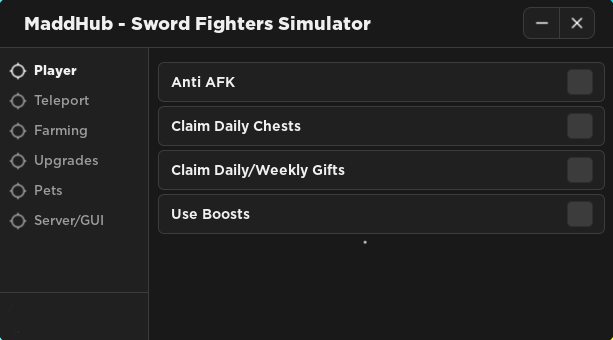 MaddHub - Sword Fighters Simulator
Player
Teleport
Farming
Upgrades
Pets
Server/GUI
Anti AFK
Claim Daily Chests
Claim Daily/Weekly Gifts
Use Boosts